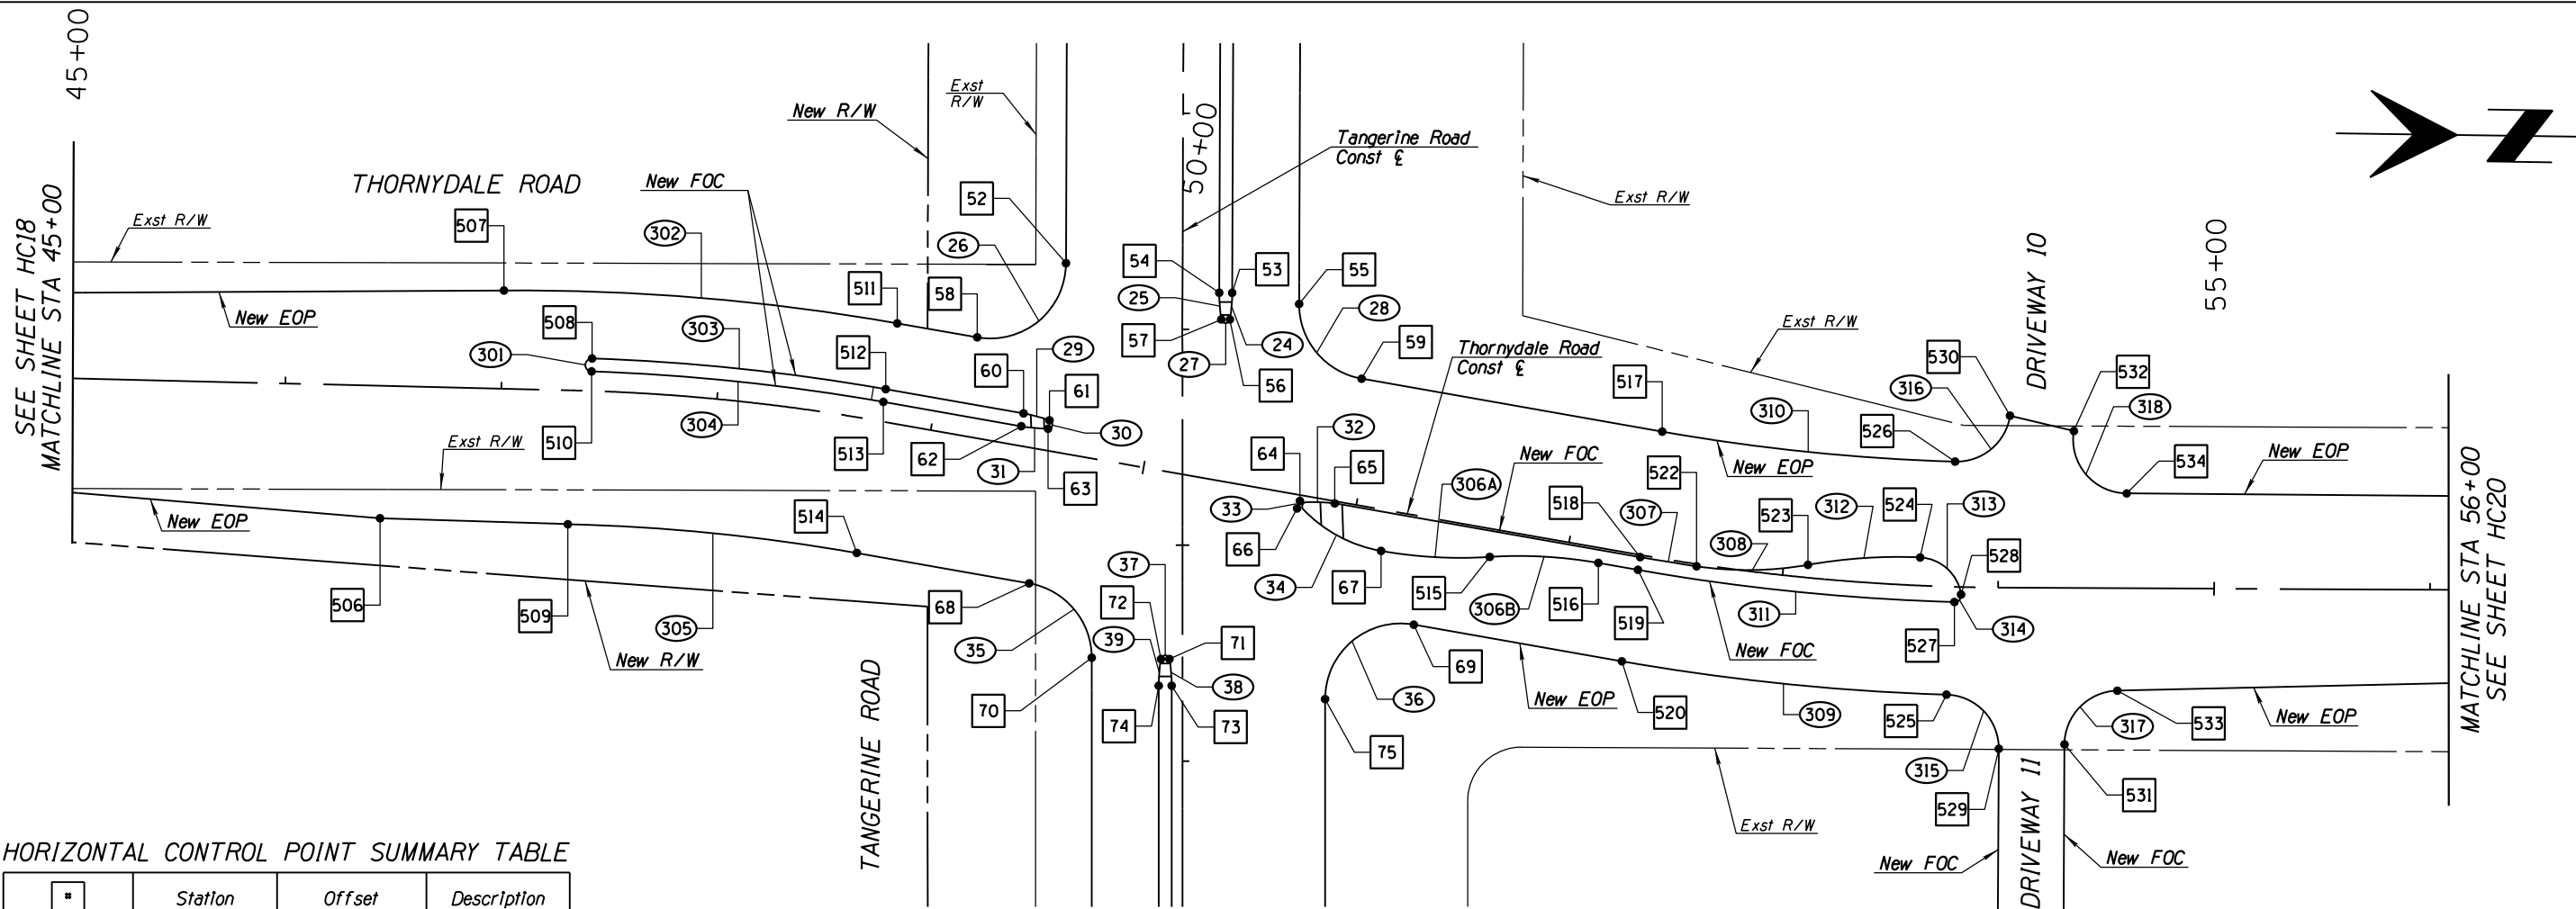 45+00
SEE SHEET HC18
MATCHLINE STA 45+00
THORNYDALE ROAD
Exst R/W
New EOP
507
302
New FOC
303
508
301
510
304
511
512
513
58
New R/W
Exst
R/W
52
26
60
29
61
62
31
30
63
Exst R/W
New EOP
506
509
305
514
New R/W
68
35
70
TANGERINE ROAD
50+00
54
53
25
57
27
24
56
55
28
59
Tangerine Road
Const ℄
Thornydale Road
Const ℄
Exst R/W
Exst R/W
517
310
New EOP
526
316
530
DRIVEWAY 10
532
318
534
New EOP
55+00
64
32
65
33
66
34
67
306A
New FOC
518
307
522
308
523
312
524
313
528
515
306B
516
519
311
New FOC
527
314
37
72
39
71
38
74
73
36
69
75
New EOP
520
309
525
315
529
Exst R/W
New FOC
DRIVEWAY 11
New FOC
317
533
531
New EOP
MATCHLINE STA 56+00
SEE SHEET HC20
HORIZONTAL CONTROL POINT SUMMARY TABLE
Station Offset Description